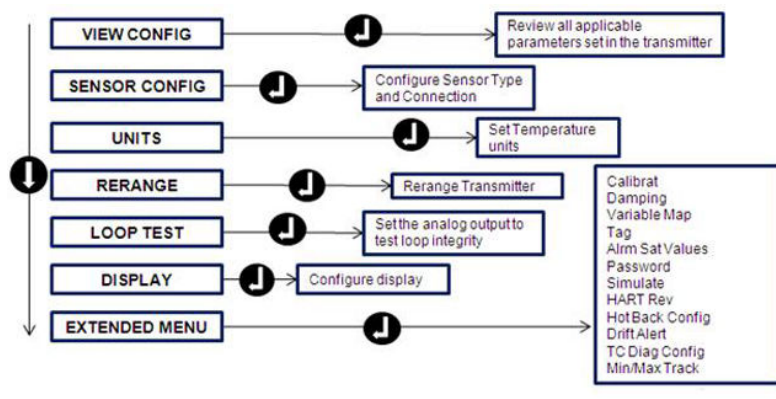 VIEW CONFIG
Review all applicable
parameters set in the transmitter
SENSOR CONFIG
Configure Sensor Type
and Connection
UNITS
Set Temperature
units
RERANGE
Rerange Transmitter
LOOP TEST
Set the analog output to
test loop integrity
DISPLAY
Configure display
EXTENDED MENU
Calibrat
Damping
Variable Map
Tag
Alrm Sat Values
Password
Simulate
HART Rev
Hot Back Config
Drift Alert
TC Diag Config
Min/Max Track